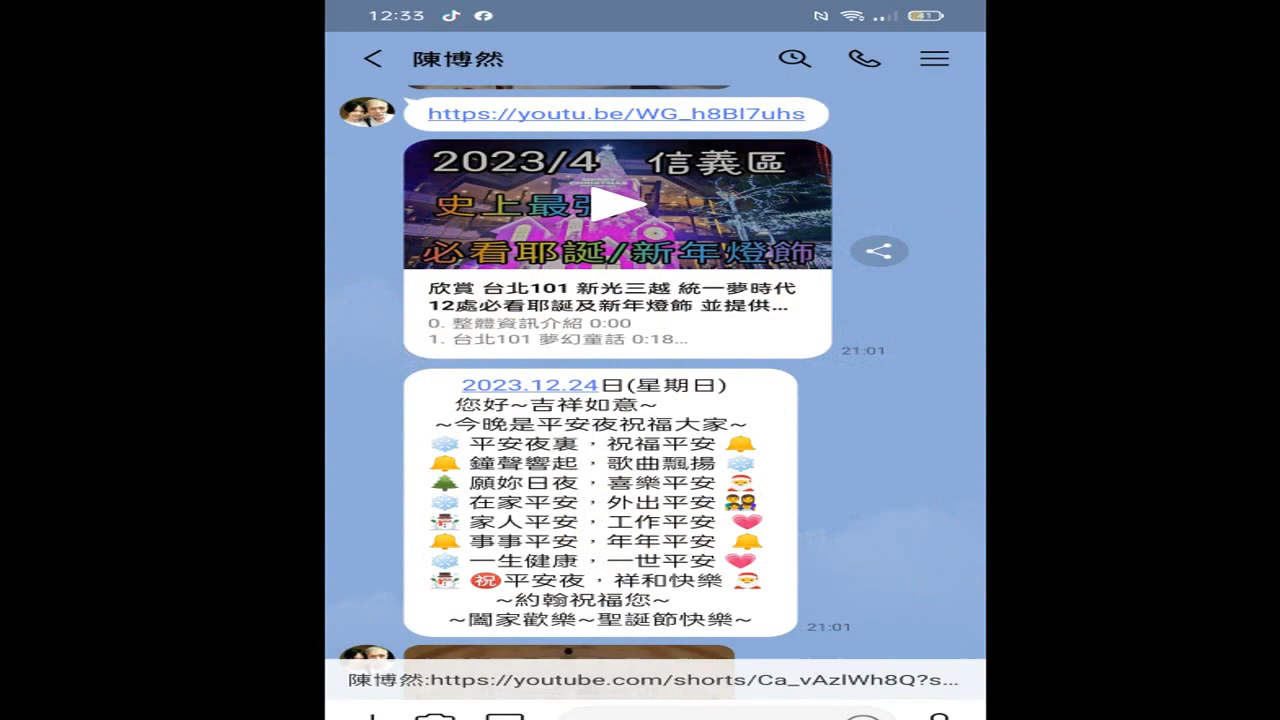 12:33
41
陳博然
https://youtu.be/WG_h8Bl7uhs
2023/4 信義區
MERRY CHRISTMAS
史上最強
必看耶誕/新年燈飾
欣賞 台北101 新光三越 統一夢時代
12處必看耶誕及新年燈飾 並提供...
0. 整體資訊介紹 0:00
1. 台北101 夢幻童話 0:18...
21:01
2023.12.24日(星期日)
您好~吉祥如意~
~今晚是平安夜祝福大家~
平安夜裏，祝福平安
鐘聲響起，歌曲飄揚
願妳日夜，喜樂平安
在家平安，外出平安
家人平安，工作平安
事事平安，年年平安
一生健康，一世平安
祝平安夜，祥和快樂
~約翰祝福您~
~闔家歡樂~聖誕節快樂~
21:01
陳博然:https://youtube.com/shorts/Ca_vAzlWh8Q?s...